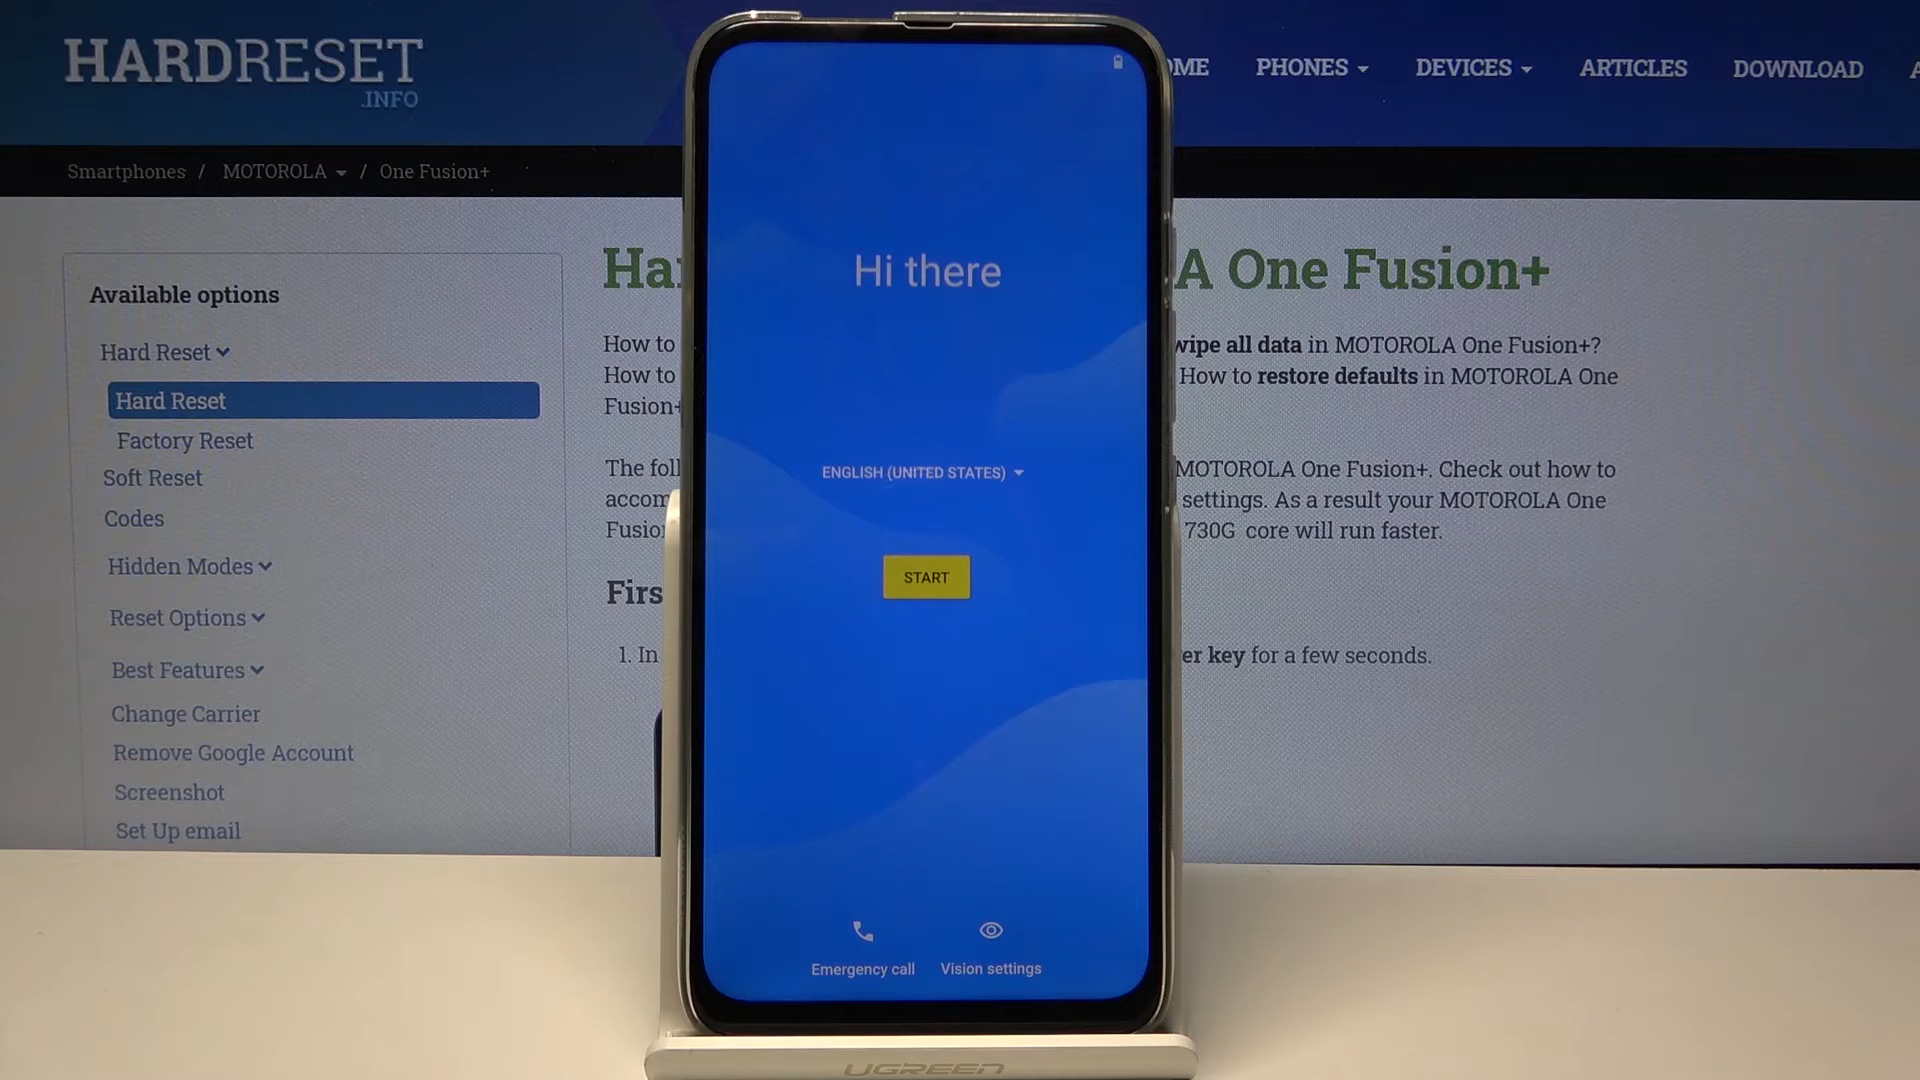 HARDRESET
.INFO
OME PHONES DEVICES ARTICLES DOWNLOAD
Smartphones / MOTOROLA / One Fusion+
Available options
Hard Reset
Hard Reset
Factory Reset
Soft Reset
Codes
Hidden Modes
Reset Options
Best Features
Change Carrier
Remove Google Account
Screenshot
Set Up email
Ha A One Fusion+
How to wipe all data in MOTOROLA One Fusion+?
How to How to restore defaults in MOTOROLA One
Fusion+
The foll MOTOROLA One Fusion+. Check out how to
accom settings. As a result your MOTOROLA One
Fusion 730G core will run faster.
Firs
1. In er key for a few seconds.
Hi there
ENGLISH (UNITED STATES)
START
Emergency call Vision settings
UGREEN